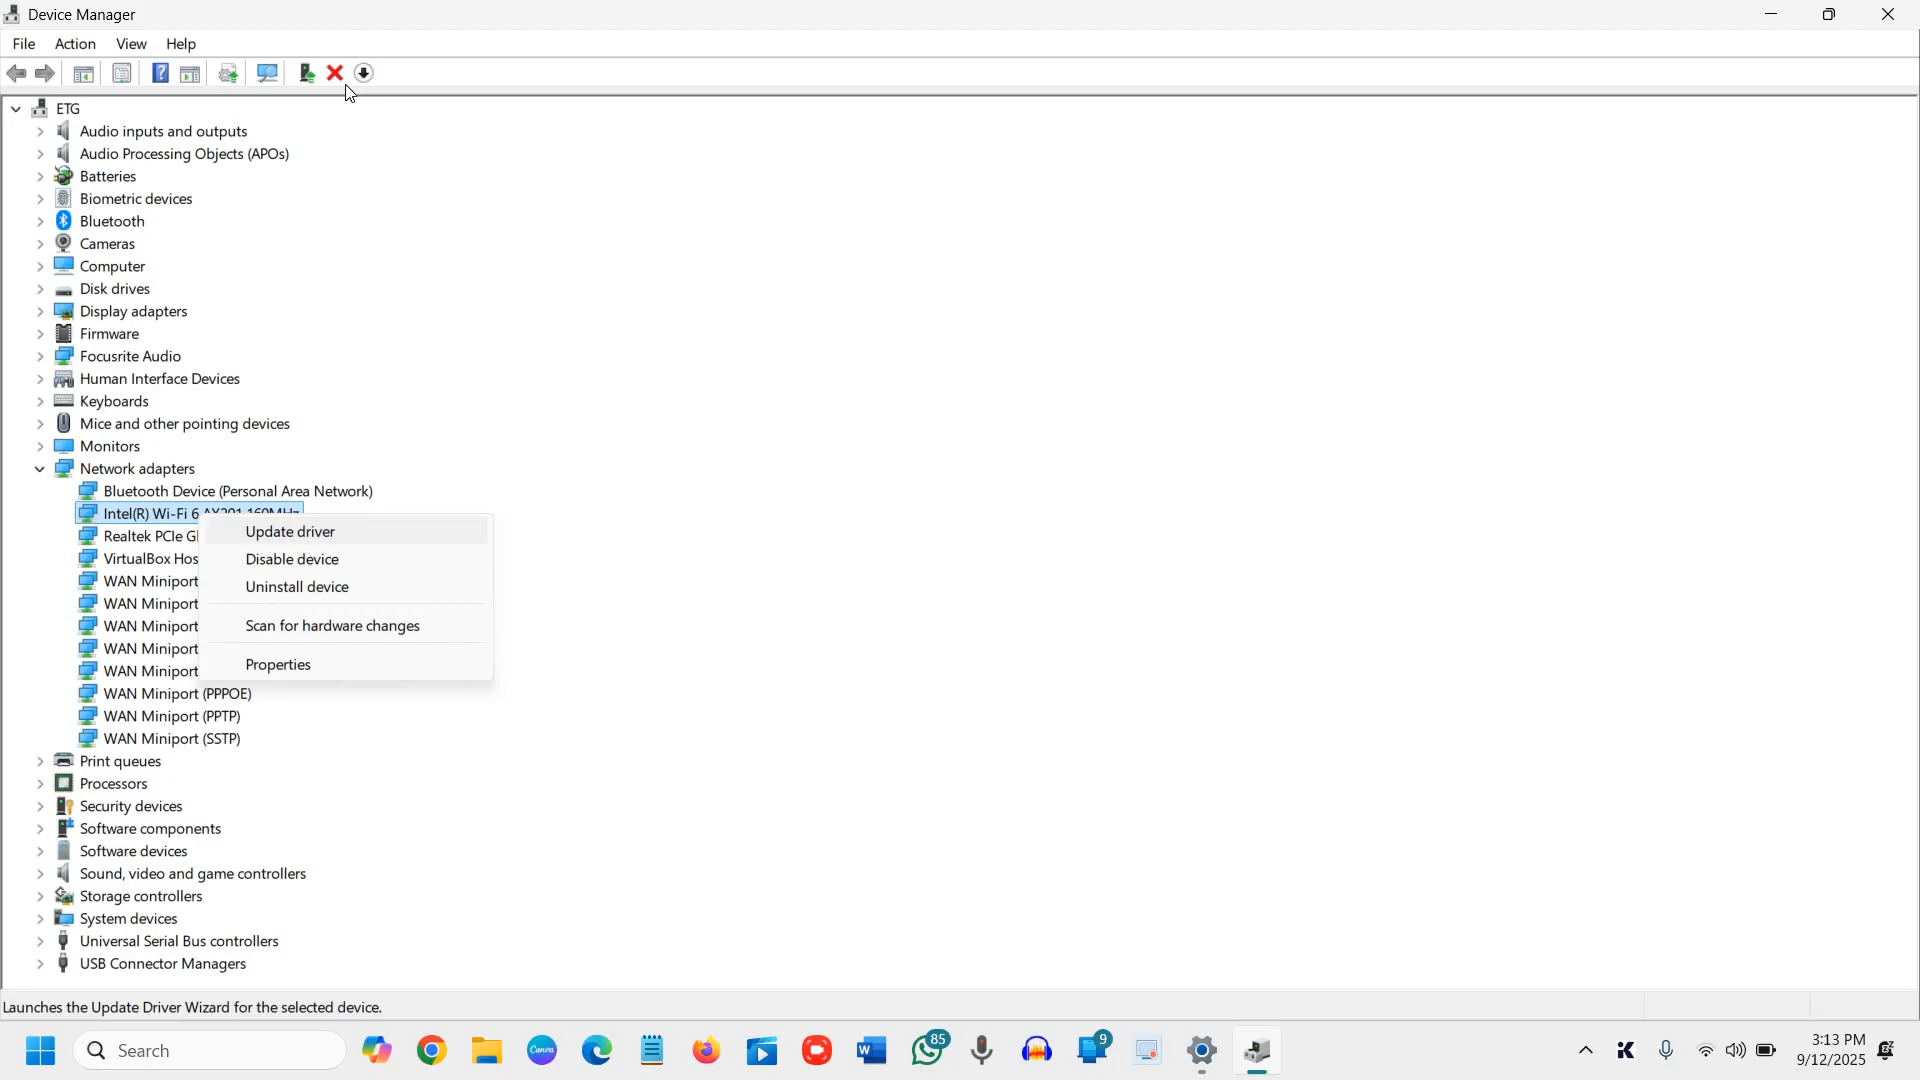 Device Manager
File Action View Help
ETG
Audio inputs and outputs
Audio Processing Objects (APOs)
Batteries
Biometric devices
Bluetooth
Cameras
Computer
Disk drives
Display adapters
Firmware
Focusrite Audio
Human Interface Devices
Keyboards
Mice and other pointing devices
Monitors
Network adapters
Bluetooth Device (Personal Area Network)
Intel(R) Wi-Fi 6 AX201 160MHz
Realtek PCIe
VirtualBox
WAN Miniport
WAN Miniport
WAN Miniport
WAN Miniport
WAN Miniport
WAN Miniport (PPPOE)
WAN Miniport (PPTP)
WAN Miniport (SSTP)
Update driver
Disable device
Uninstall device
Scan for hardware changes
Properties
Print queues
Processors
Security devices
Software components
Software devices
Sound, video and game controllers
Storage controllers
System devices
Universal Serial Bus controllers
USB Connector Managers
Launches the Update Driver Wizard for the selected device.
Search
Canva
85
9
3:13 PM
9/12/2025